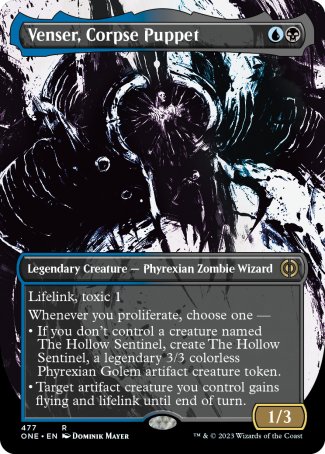 Venser, Corpse Puppet
Legendary Creature — Phyrexian Zombie Wizard
Lifelink, toxic 1
Whenever you proliferate, choose one —
• If you don't control a creature named
The Hollow Sentinel, create The Hollow
Sentinel, a legendary 3/3 colorless
Phyrexian Golem artifact creature token.
• Target artifact creature you control gains
flying and lifelink until end of turn.
1/3
477 R
ONE • EN Dominik Mayer
™ & © 2023 Wizards of the Coast